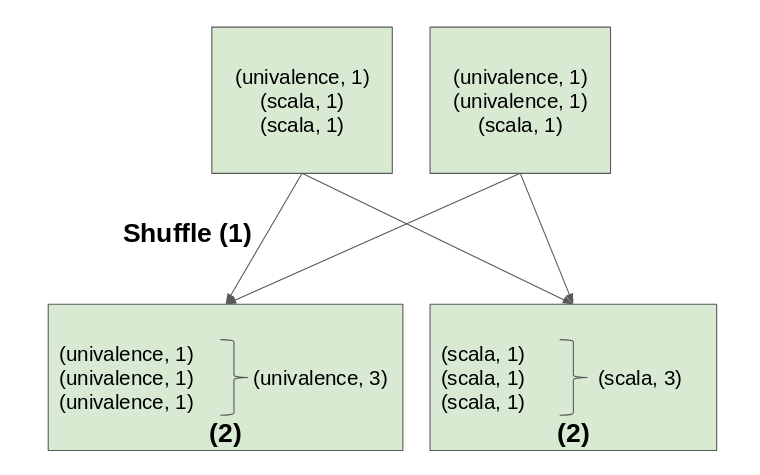 (univalence, 1)
(scala, 1)
(scala, 1)
(univalence, 1)
(univalence, 1)
(scala, 1)
Shuffle (1)
(univalence, 1)
(univalence, 1)
(univalence, 1)
(univalence, 3)
(2)
(scala, 1)
(scala, 1)
(scala, 1)
(scala, 3)
(2)